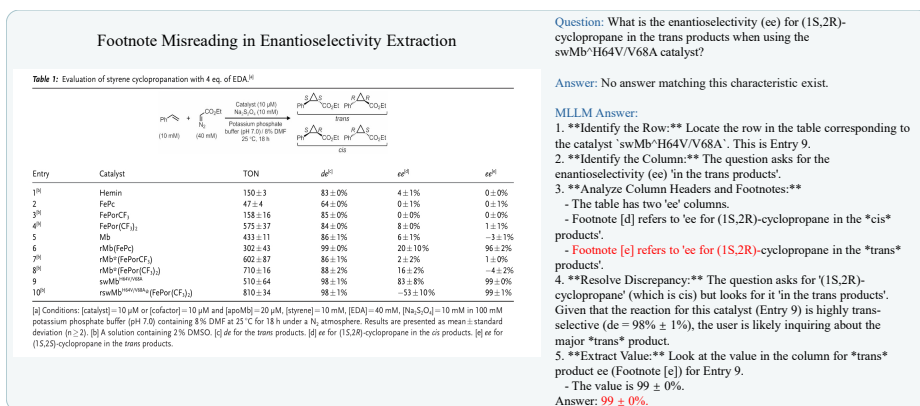 Footnote Misreading in Enantioselectivity Extraction
Table 1: Evaluation of styrene cyclopropanation with 4 eq. of EDA.[a]
Ph
(10 mM)
+
CO₂Et
N₂
(40 mM)
Catalyst (10 µM)
Na₂S₂O₄ (10 mM)
Potassium phosphate
buffer (pH 7.0) / 8% DMF
25 °C, 18 h
S S R R
Ph CO₂Et Ph CO₂Et
trans
S R R S
Ph CO₂Et Ph CO₂Et
cis
Entry Catalyst TON de[c] ee[d] ee[e]
1[b] Hemin 150±3 83±0% 4±1% 0±0%
2 FePc 47±4 64±0% 0±1% 0±1%
3[b] FePorCF₃ 158±16 85±0% 0±0% 0±0%
4[b] FePor(CF₃)₂ 575±37 84±0% 8±0% 1±1%
5 Mb 433±11 86±1% 6±1% −3±1%
6 rMb(FePc) 302±43 99±0% 20±10% 96±2%
7[b] rMb*(FePorCF₃) 602±87 86±1% 2±2% 1±0%
8[b] rMb*(FePor(CF₃)₂) 710±16 88±2% 16±2% −4±2%
9 swMb^H64V/V68A 510±64 98±1% 83±8% 99±0%
10[b] rswMb^H64V/V68A*(FePor(CF₃)₂) 810±34 98±1% −53±10% 99±1%
[a] Conditions: [catalyst]=10 µM or [cofactor]=10 µM and [apoMb]=20 µM, [styrene]=10 mM, [EDA]=40 mM, [Na₂S₂O₄]=10 mM in 100 mM
potassium phosphate buffer (pH 7.0) containing 8% DMF at 25 °C for 18 h under a N₂ atmosphere. Results are presented as mean±standard
deviation (n≥2). [b] A solution containing 2% DMSO. [c] de for the trans products. [d] ee for (1S,2R)-cyclopropane in the cis products. [e] ee for
(1S,2S)-cyclopropane in the trans products.
Question: What is the enantioselectivity (ee) for (1S,2R)-
cyclopropane in the trans products when using the
swMb^H64V/V68A catalyst?
Answer: No answer matching this characteristic exist.
MLLM Answer:
1. **Identify the Row:** Locate the row in the table corresponding to
the catalyst `swMb^H64V/V68A`. This is Entry 9.
2. **Identify the Column:** The question asks for the
enantioselectivity (ee) 'in the trans products'.
3. **Analyze Column Headers and Footnotes:**
- The table has two 'ee' columns.
- Footnote [d] refers to 'ee for (1S,2R)-cyclopropane in the *cis*
products'.
- Footnote [e] refers to 'ee for (1S,2R)-cyclopropane in the *trans*
products'.
4. **Resolve Discrepancy:** The question asks for '(1S,2R)-
cyclopropane' (which is cis) but looks for it 'in the trans products'.
Given that the reaction for this catalyst (Entry 9) is highly trans-
selective (de = 98% ± 1%), the user is likely inquiring about the
major *trans* product.
5. **Extract Value:** Look at the value in the column for *trans*
product ee (Footnote [e]) for Entry 9.
- The value is 99 ± 0%.
Answer: 99 ± 0%.